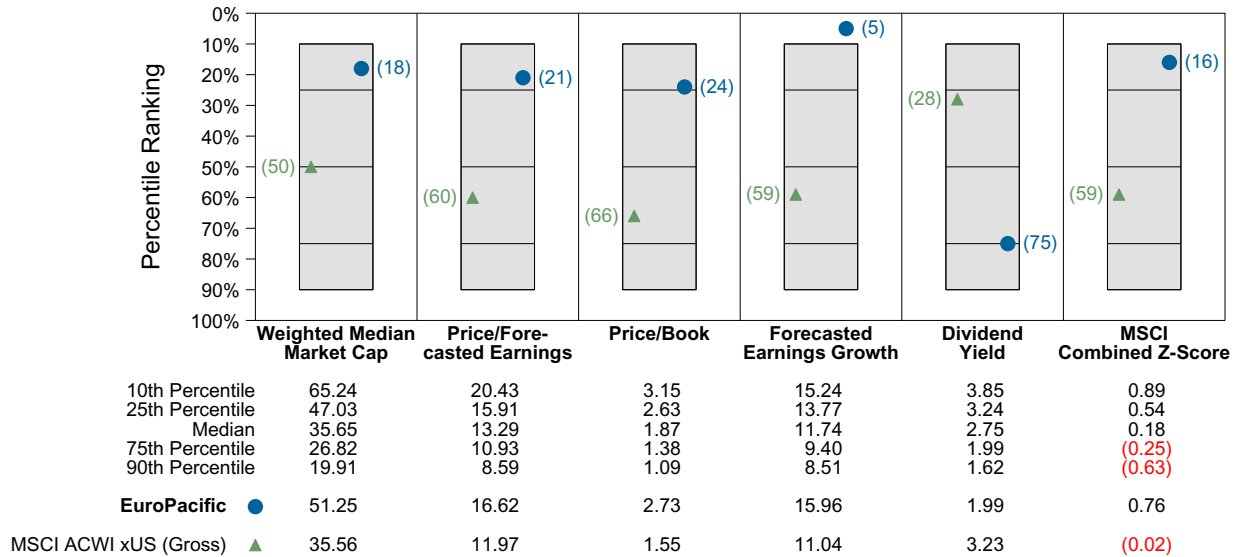 Percentile Ranking
0%
10%
20%
30%
40%
50%
60%
70%
80%
90%
100%
(18)
(50)
(21)
(60)
(24)
(66)
(5)
(59)
(28)
(75)
(16)
(59)
Weighted Median
Market Cap
Price/Fore-
casted Earnings
Price/Book
Forecasted
Earnings Growth
Dividend
Yield
MSCI
Combined Z-Score
10th Percentile 65.24 20.43 3.15 15.24 3.85 0.89
25th Percentile 47.03 15.91 2.63 13.77 3.24 0.54
Median 35.65 13.29 1.87 11.74 2.75 0.18
75th Percentile 26.82 10.93 1.38 9.40 1.99 (0.25)
90th Percentile 19.91 8.59 1.09 8.51 1.62 (0.63)
EuroPacific 51.25 16.62 2.73 15.96 1.99 0.76
MSCI ACWI xUS (Gross) 35.56 11.97 1.55 11.04 3.23 (0.02)